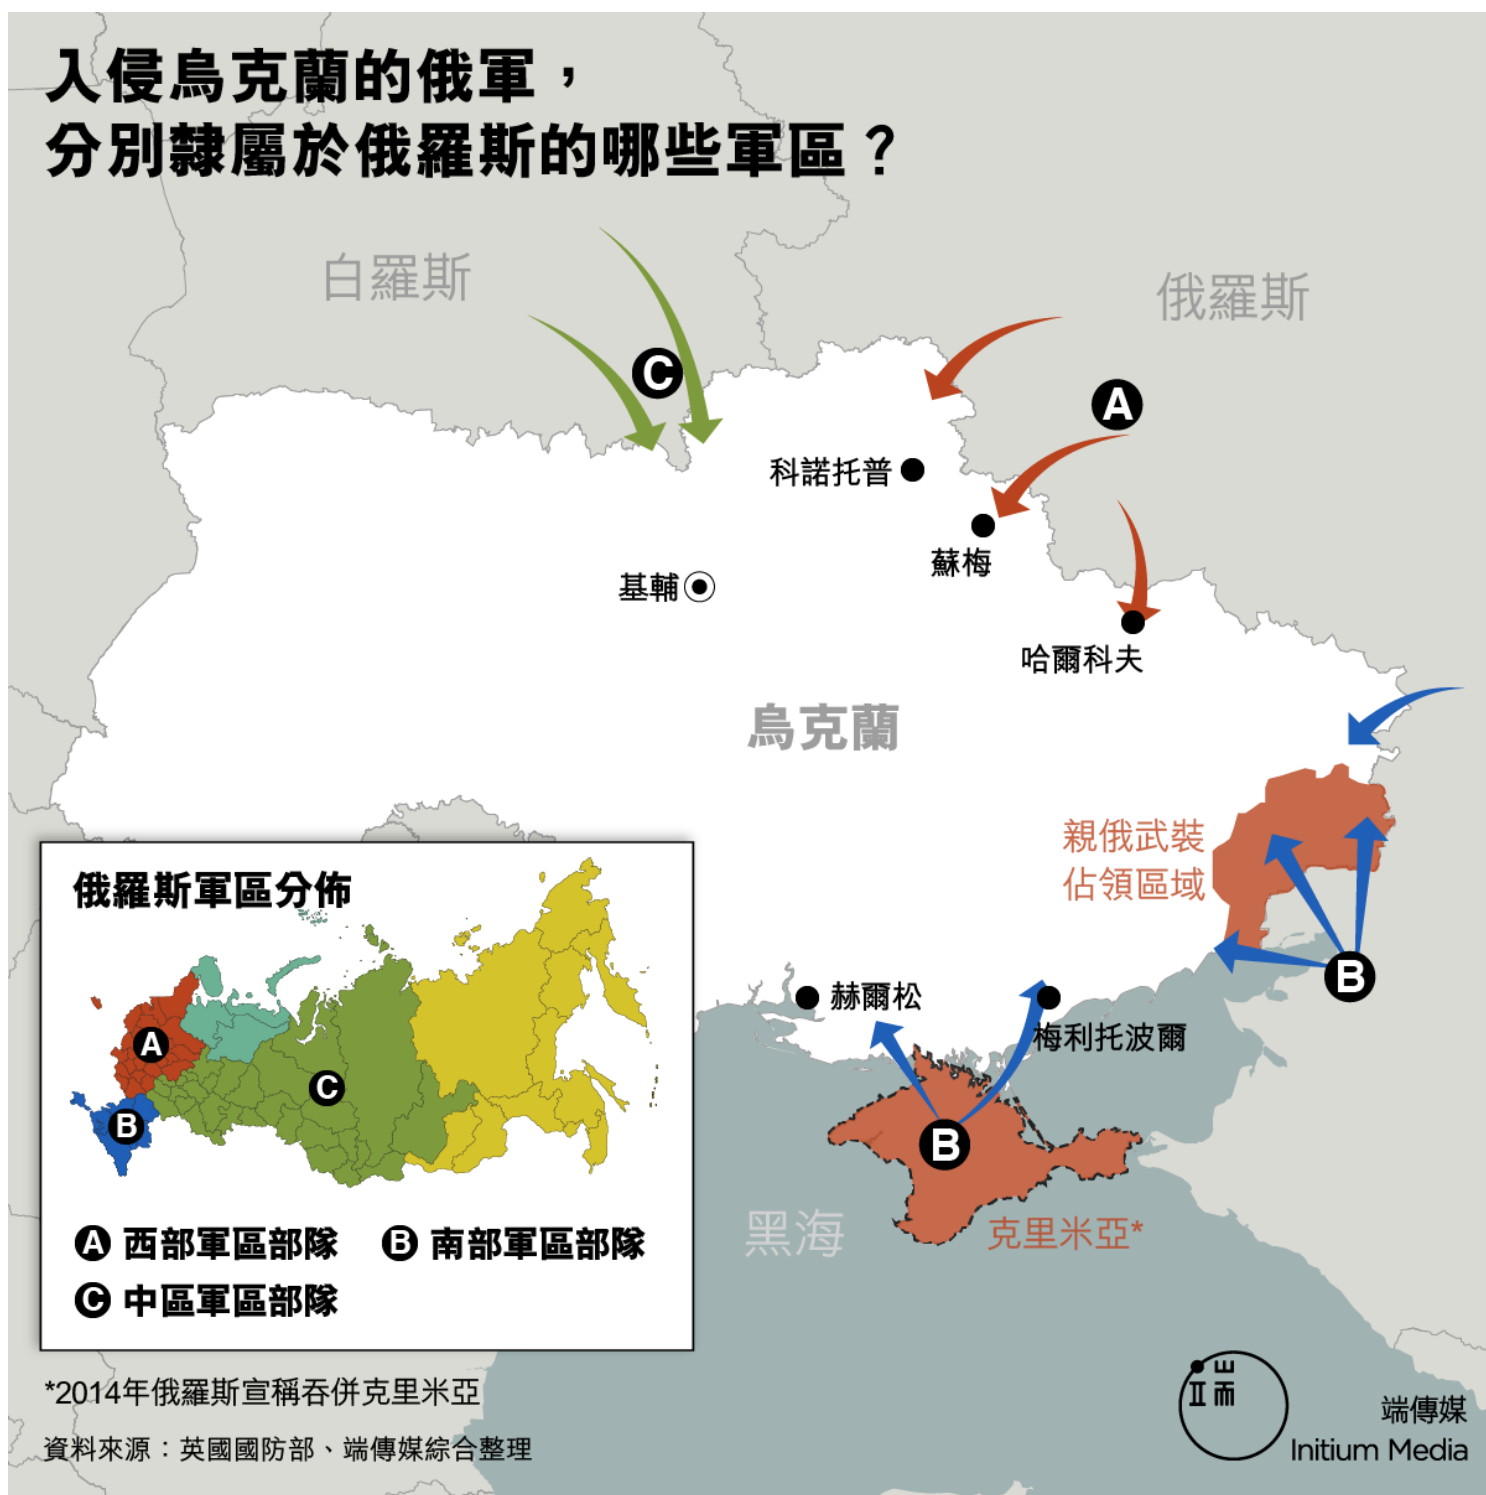 入侵烏克蘭的俄軍，
分別隸屬於俄羅斯的哪些軍區？
白羅斯
俄羅斯
C
A
科諾托普
蘇梅
基輔
哈爾科夫
烏克蘭
親俄武裝
佔領區域
B
赫爾松
梅利托波爾
B
黑海
克里米亞*
俄羅斯軍區分佈
A
C
B
A 西部軍區部隊
B 南部軍區部隊
C 中區軍區部隊
*2014年俄羅斯宣稱吞併克里米亞
資料來源：英國國防部、端傳媒綜合整理
端
端傳媒
Initium Media